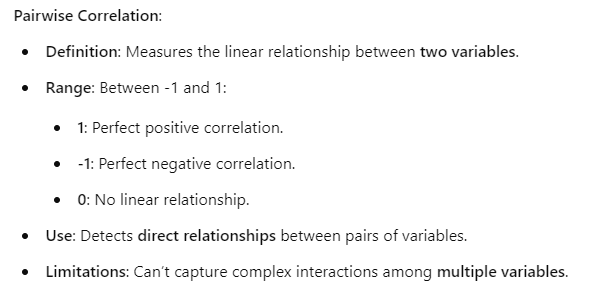 Pairwise Correlation:
• Definition: Measures the linear relationship between two variables.
• Range: Between -1 and 1:
• 1: Perfect positive correlation.
• -1: Perfect negative correlation.
• 0: No linear relationship.
• Use: Detects direct relationships between pairs of variables.
• Limitations: Can't capture complex interactions among multiple variables.